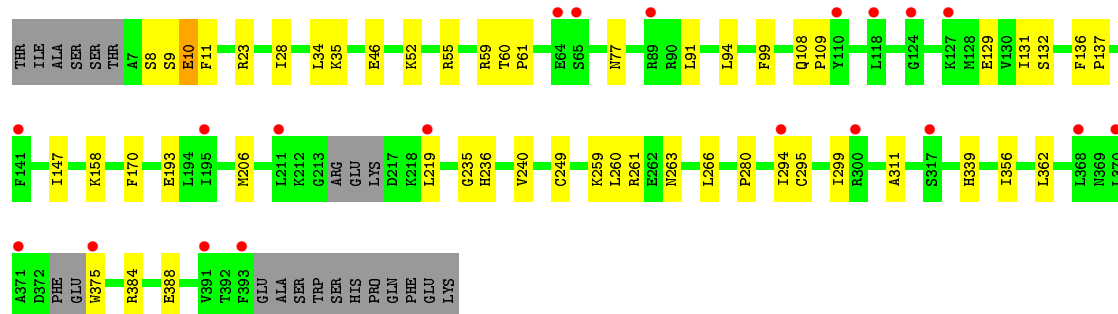 THR ILE ALA SER SER THR A7 S8 S9 E10 F11 R23 I28 L34 K35 E46 K52 R55 R59 T60 P61 E64 S65 N77 R89 R90 L91 L94 F99 Q108 P109 Y110 L118 G124 K127 M128 E129 V130 I131 S132 F136 P137
F141 I147 K158 F170 E193 L194 I195 M206 L211 K212 G213 ARG GLU LYS D217 K218 L219 G235 H236 V240 C249 K259 L260 R261 E262 N263 L266 P280 I294 C295 I299 R300 A311 S317 H339 I356 L362 L368 N369 L370
A371 D372 PHE GLU W375 R384 E388 V391 T392 F393 GLU ALA SER TRP SER HIS PRO GLN PHE GLU LYS